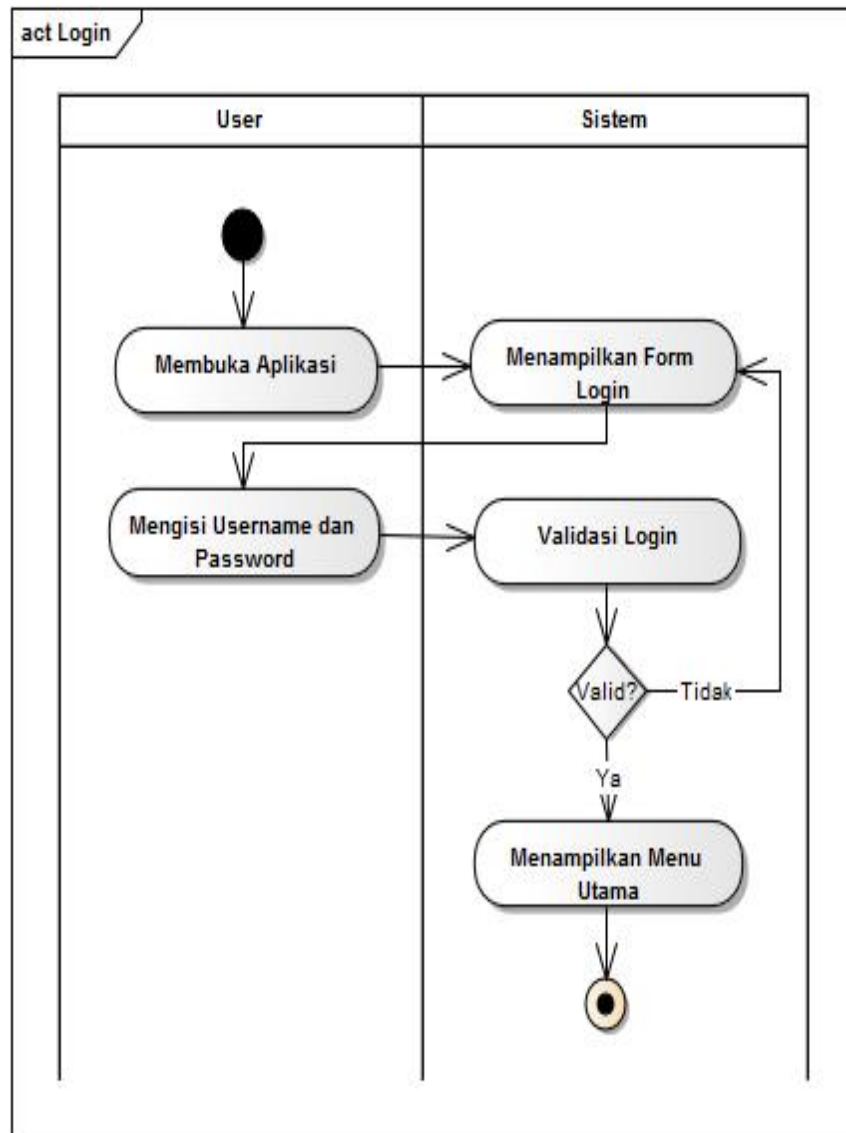 act Login
User
Sistem
Membuka Aplikasi
Menampilkan Form
Login
Mengisi Username dan
Password
Validasi Login
Valid?
Tidak
Ya
Menampilkan Menu
Utama